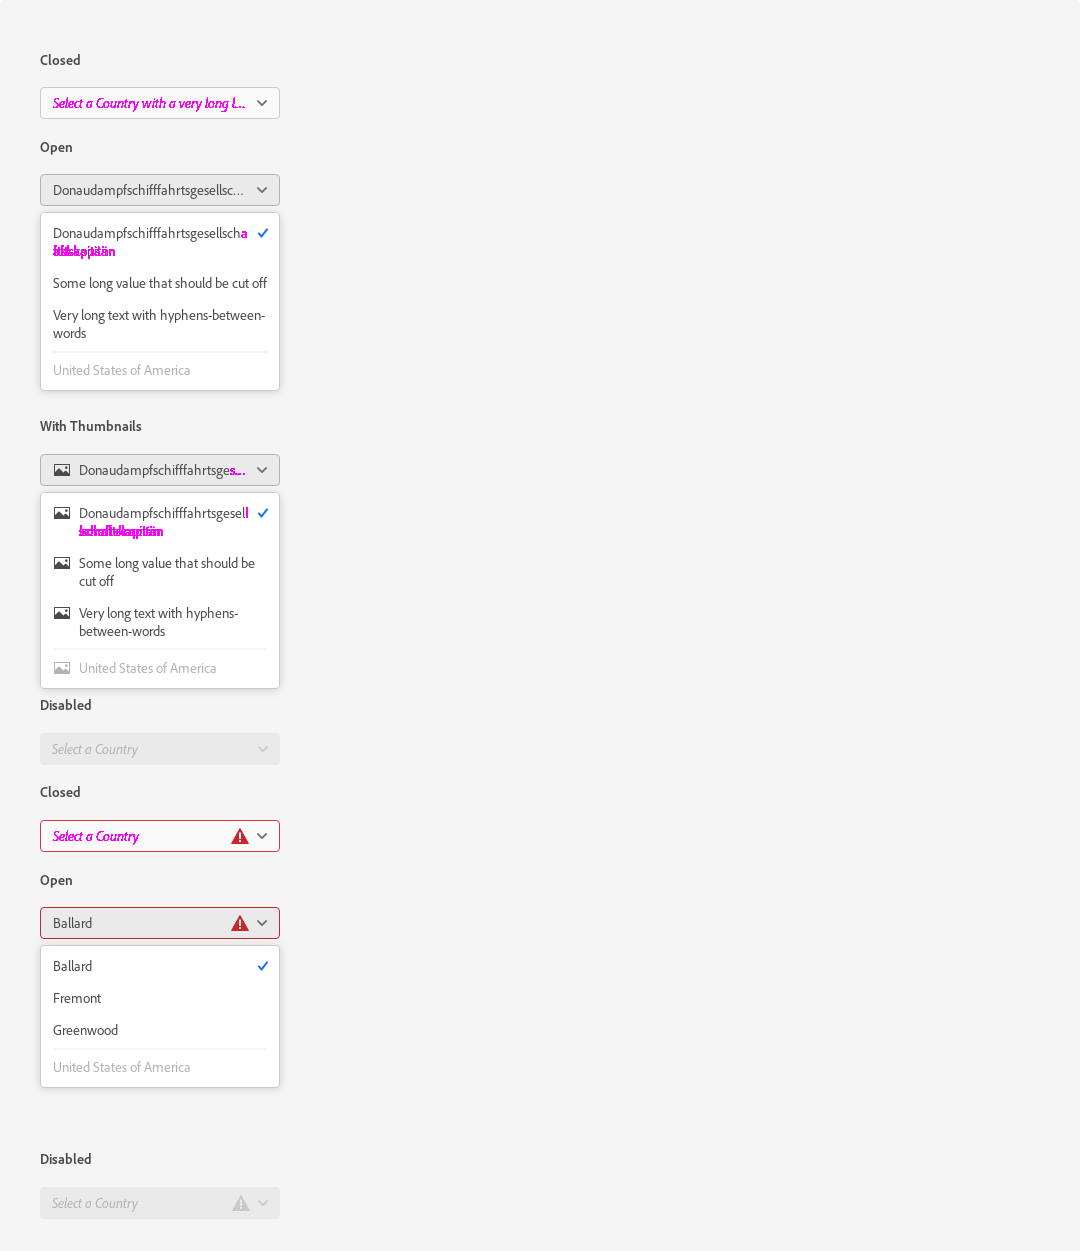 Closed
Select a Country with a very long l...
Open
Donaudampfschifffahrtsgesellsc...
Donaudampfschifffahrtsgesellscha
Some long value that should be cut off
Very long text with hyphens-between-
words
United States of America
With Thumbnails
Donaudampfschifffahrtsges...
Donaudampfschifffahrtsgesell
Some long value that should be
cut off
Very long text with hyphens-
between-words
United States of America
Disabled
Select a Country
Closed
Select a Country
Open
Ballard
Ballard
Fremont
Greenwood
United States of America
Disabled
Select a Country